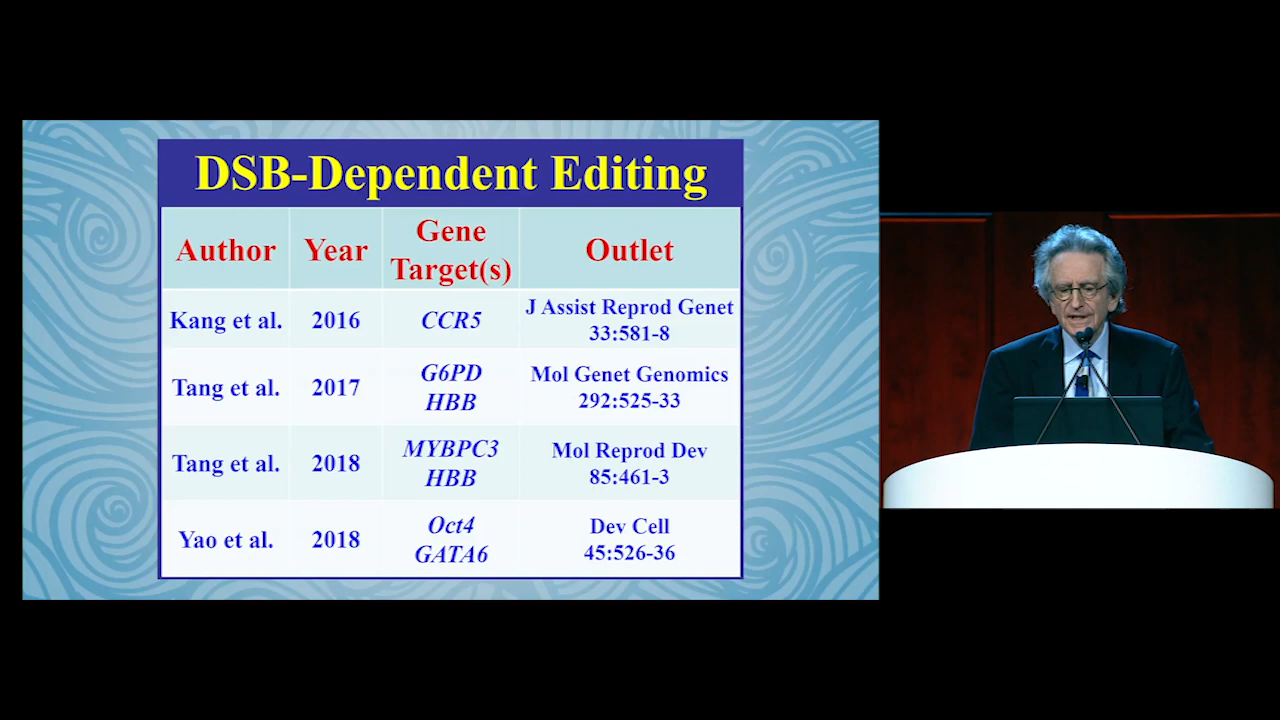 DSB-Dependent Editing
Author Year Gene Target(s) Outlet
Kang et al. 2016 CCR5 J Assist Reprod Genet 33:581-8
Tang et al. 2017 G6PD HBB Mol Genet Genomics 292:525-33
Tang et al. 2018 MYBPC3 HBB Mol Reprod Dev 85:461-3
Yao et al. 2018 Oct4 GATA6 Dev Cell 45:526-36